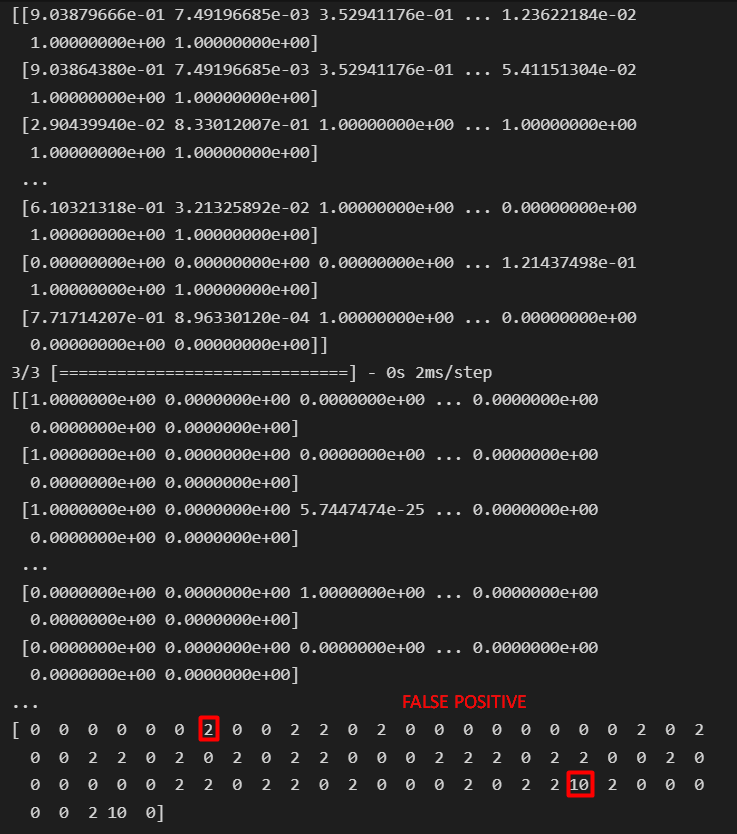 [[9.03879666e-01 7.49196685e-03 3.52941176e-01 ... 1.23622184e-02
1.00000000e+00 1.00000000e+00]
[9.03864380e-01 7.49196685e-03 3.52941176e-01 ... 5.41151304e-02
1.00000000e+00 1.00000000e+00]
[2.90439940e-02 8.33012007e-01 1.00000000e+00 ... 1.00000000e+00
1.00000000e+00 1.00000000e+00]
...
[6.10321318e-01 3.21325892e-02 1.00000000e+00 ... 0.00000000e+00
1.00000000e+00 1.00000000e+00]
[0.00000000e+00 0.00000000e+00 0.00000000e+00 ... 1.21437498e-01
1.00000000e+00 1.00000000e+00]
[7.71714207e-01 8.96330120e-04 1.00000000e+00 ... 0.00000000e+00
0.00000000e+00 0.00000000e+00]]
3/3 [==============================] - 0s 2ms/step
[[1.0000000e+00 0.0000000e+00 0.0000000e+00 ... 0.0000000e+00
0.0000000e+00 0.0000000e+00]
[1.0000000e+00 0.0000000e+00 0.0000000e+00 ... 0.0000000e+00
0.0000000e+00 0.0000000e+00]
[1.0000000e+00 0.0000000e+00 5.7447474e-25 ... 0.0000000e+00
0.0000000e+00 0.0000000e+00]
...
[0.0000000e+00 0.0000000e+00 1.0000000e+00 ... 0.0000000e+00
0.0000000e+00 0.0000000e+00]
[0.0000000e+00 0.0000000e+00 0.0000000e+00 ... 0.0000000e+00
0.0000000e+00 0.0000000e+00]
...
FALSE POSITIVE
[ 0 0 0 0 0 0 2 0 0 2 2 0 2 0 0 0 0 0 0 0 0 2 0 2
0 0 2 2 0 2 0 2 0 2 2 0 0 0 2 2 2 0 2 2 0 0 2 0
0 0 0 0 0 2 2 0 2 2 0 2 0 0 0 2 0 2 2 10 2 0 0 0
0 0 2 10 0]